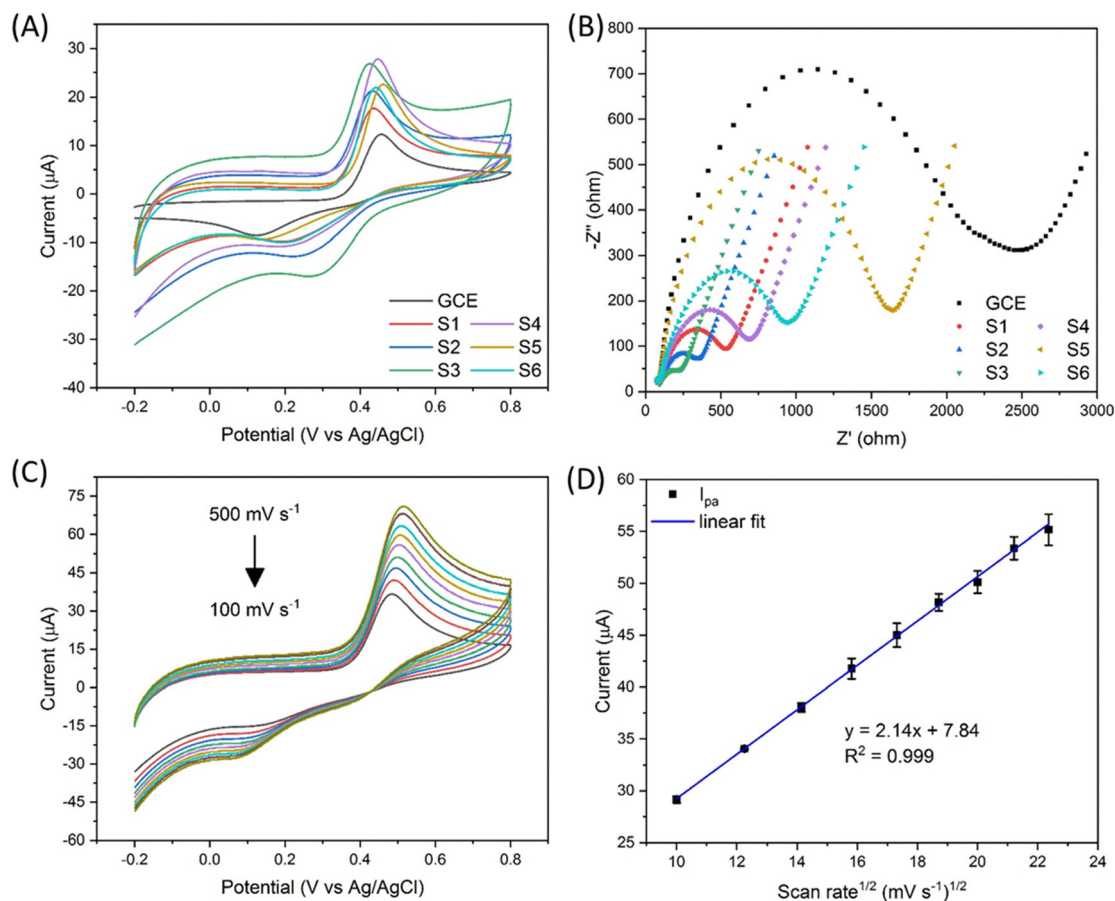 (A)
30
20
10
0
-10
-20
-30
-40
Current (µA)
GCE
S1 S4
S2 S5
S3 S6
-0.2 0.0 0.2 0.4 0.6 0.8
Potential (V vs Ag/AgCl)
(B)
800
700
600
500
400
300
200
100
0
-Z'' (ohm)
GCE
S1 S4
S2 S5
S3 S6
0 500 1000 1500 2000 2500 3000
Z' (ohm)
(C)
75
60
45
30
15
0
-15
-30
-45
-60
Current (µA)
500 mV s⁻¹
100 mV s⁻¹
-0.2 0.0 0.2 0.4 0.6 0.8
Potential (V vs Ag/AgCl)
(D)
60
55
50
45
40
35
30
25
Current (µA)
Ipa
linear fit
y = 2.14x + 7.84
R² = 0.999
10 12 14 16 18 20 22 24
Scan rate¹/² (mV s⁻¹)¹/²